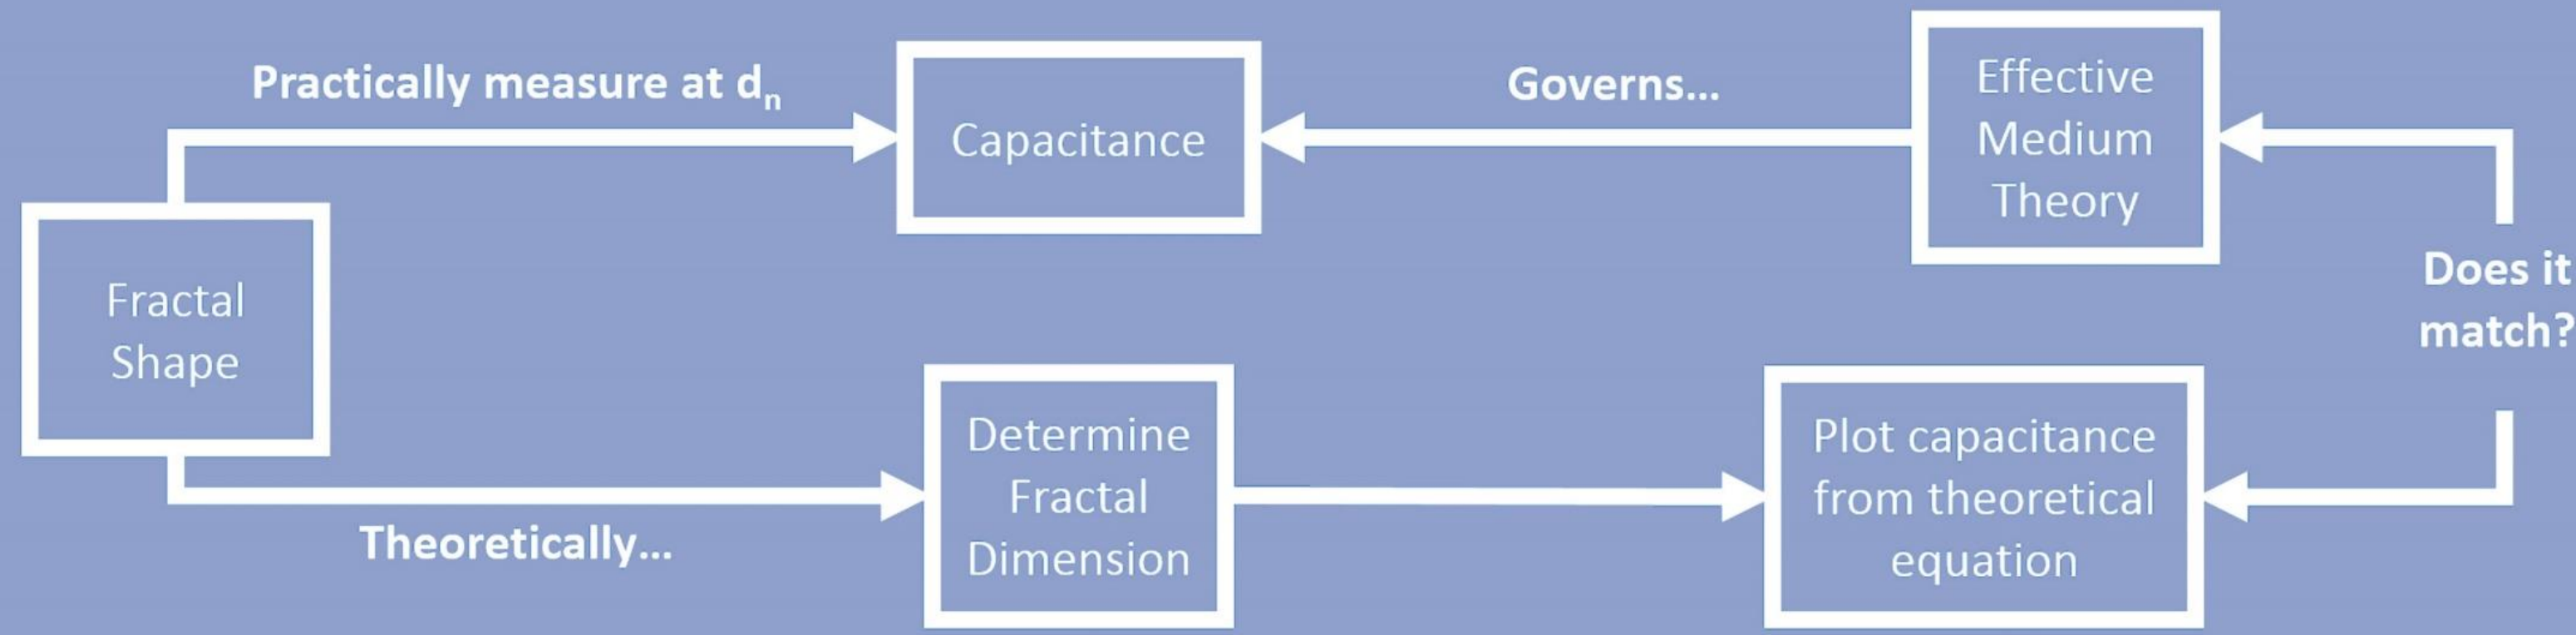 Practically measure at dₙ
Capacitance
Governs...
Effective
Medium
Theory
Fractal
Shape
Does it
match?
Theoretically...
Determine
Fractal
Dimension
Plot capacitance
from theoretical
equation